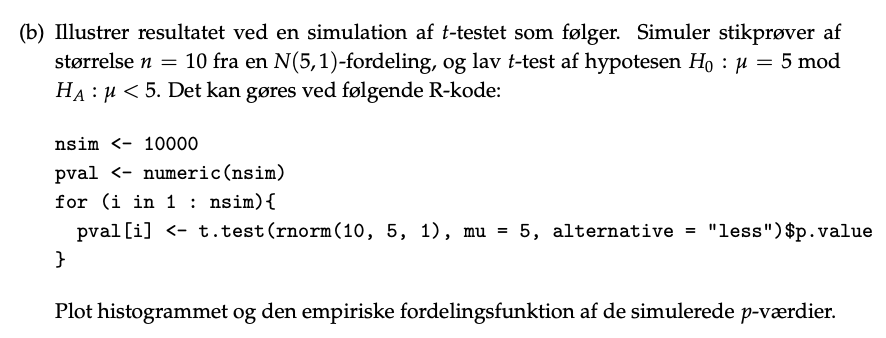 (b) Illustrer resultatet ved en simulation af t-testet som følger. Simuler stikprøver af
størrelse n = 10 fra en N(5, 1)-fordeling, og lav t-test af hypotesen H₀ : μ = 5 mod
H_A : μ < 5. Det kan gøres ved følgende R-kode:
nsim <- 10000
pval <- numeric(nsim)
for (i in 1 : nsim){
pval[i] <- t.test(rnorm(10, 5, 1), mu = 5, alternative = "less")$p.value
}
Plot histogrammet og den empiriske fordelingsfunktion af de simulerede p-værdier.